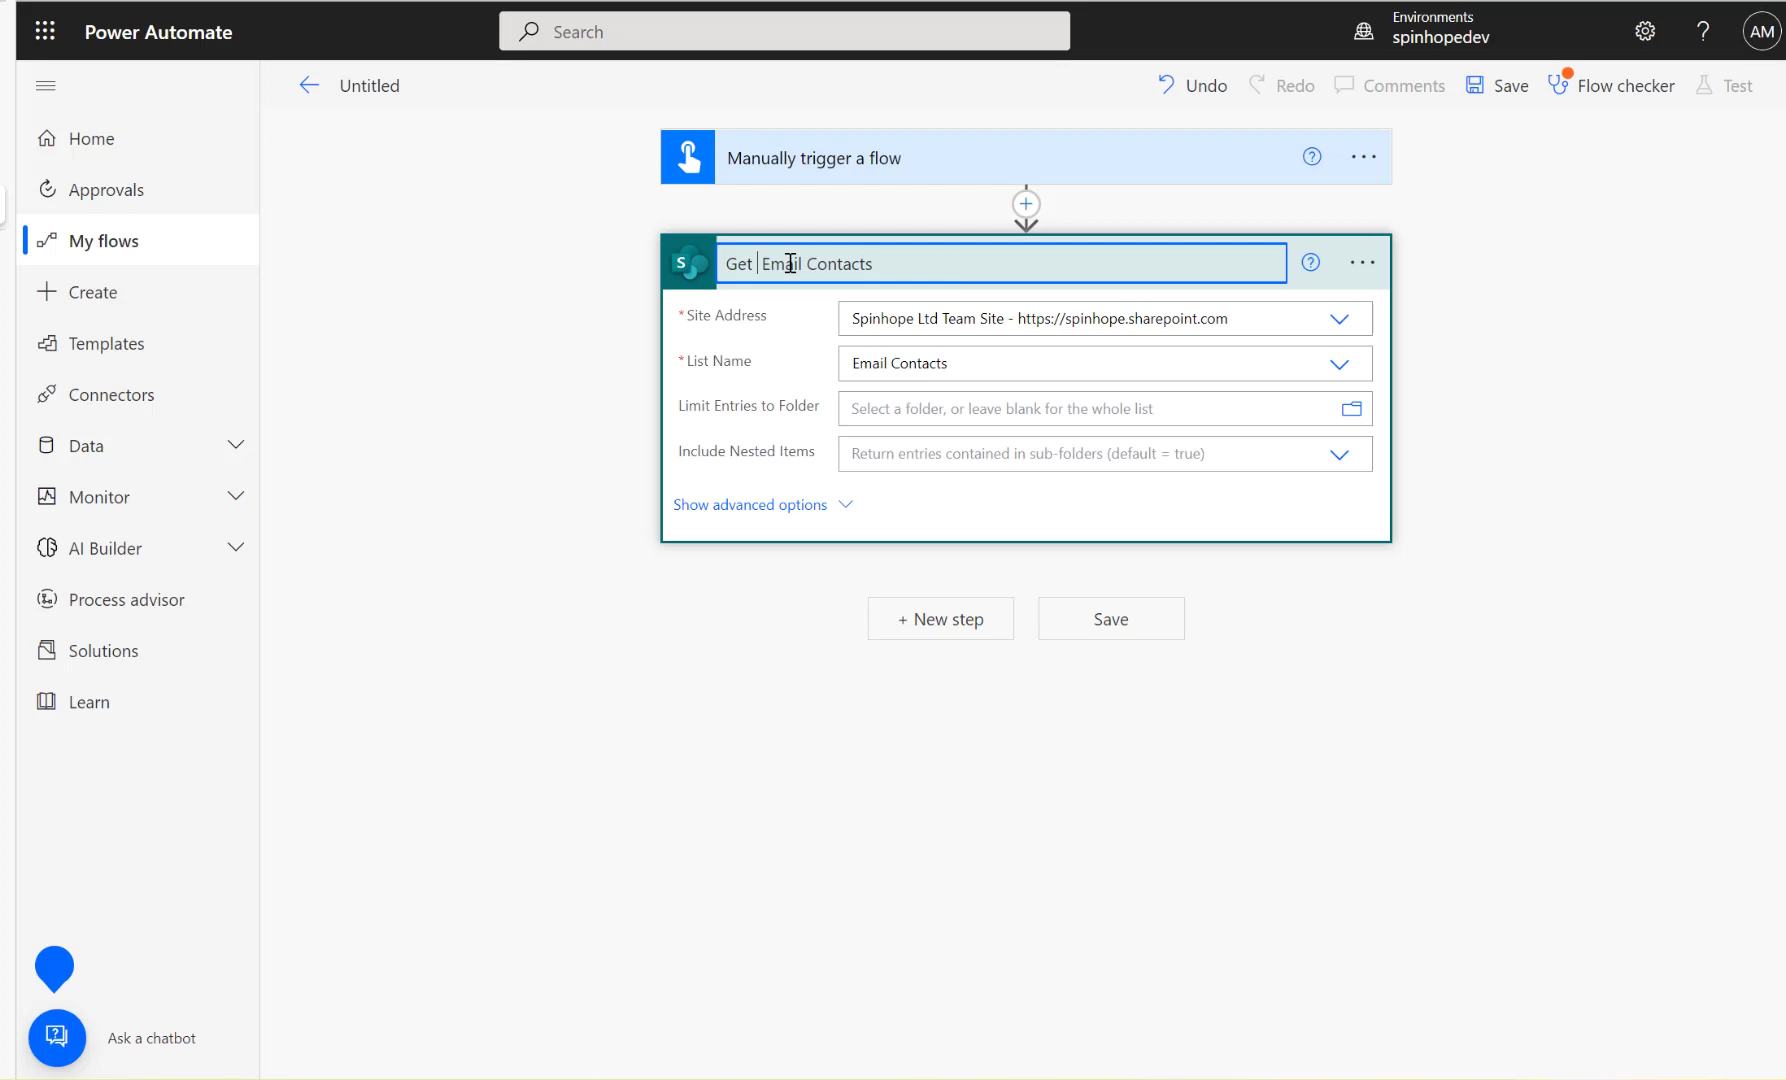 Power Automate
Search
Environments
spinhopedev
?
AM
Untitled
Undo
Redo
Comments
Save
Flow checker
Test
Home
Approvals
My flows
Create
Templates
Connectors
Data
Monitor
AI Builder
Process advisor
Solutions
Learn
Ask a chatbot
Manually trigger a flow
?
...
S
Get Email Contacts
?
...
* Site Address
Spinhope Ltd Team Site - https://spinhope.sharepoint.com
* List Name
Email Contacts
Limit Entries to Folder
Select a folder, or leave blank for the whole list
Include Nested Items
Return entries contained in sub-folders (default = true)
Show advanced options
+ New step
Save